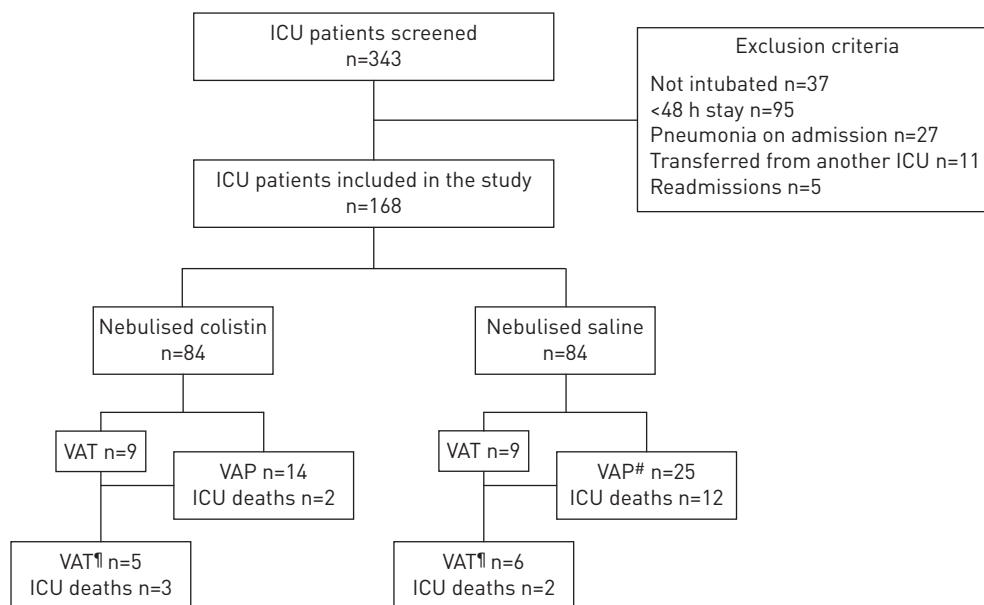 ICU patients screened
n=343
Exclusion criteria
Not intubated n=37
<48 h stay n=95
Pneumonia on admission n=27
Transferred from another ICU n=11
Readmissions n=5
ICU patients included in the study
n=168
Nebulised colistin
n=84
Nebulised saline
n=84
VAT n=9
VAP n=14
ICU deaths n=2
VAT n=9
VAP# n=25
ICU deaths n=12
VAT¶ n=5
ICU deaths n=3
VAT¶ n=6
ICU deaths n=2